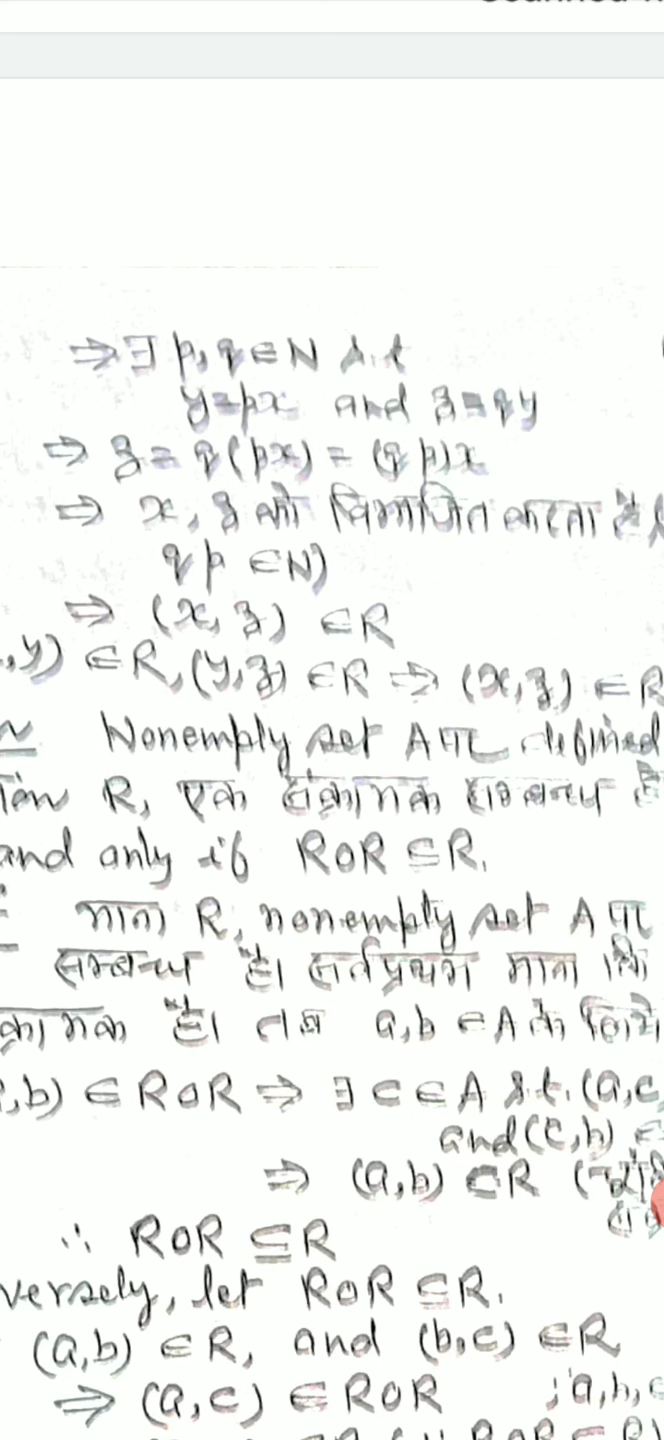 ⇒ ∃ p, q ∈ N s.t
y=px and z=qy
⇒ z = q(px) = (qp)x
⇒ x, z को विभाजित करता है
qp ∈ N)
⇒ (x, z) ∈ R
,y) ∈ R, (y,z) ∈ R ⇒ (x,z) ∈ R
Nonemply set A पर defined
R, एक संक्रामक सम्बन्ध है
and only if ROR ⊆ R.
माना R, nonempty set A पर
सम्बन्ध है। सर्वप्रथम माना कि
क्रामक है। तब a,b ∈ A के लिये
,b) ∈ ROR ⇒ ∃ c ∈ A s.t. (a,c
and (c,b) ∈
⇒ (a,b) ∈ R
∴ ROR ⊆ R
versely, let ROR ⊆ R.
(a,b) ∈ R, and (b,c) ∈ R
⇒ (a,c) ∈ ROR ; a,b,c